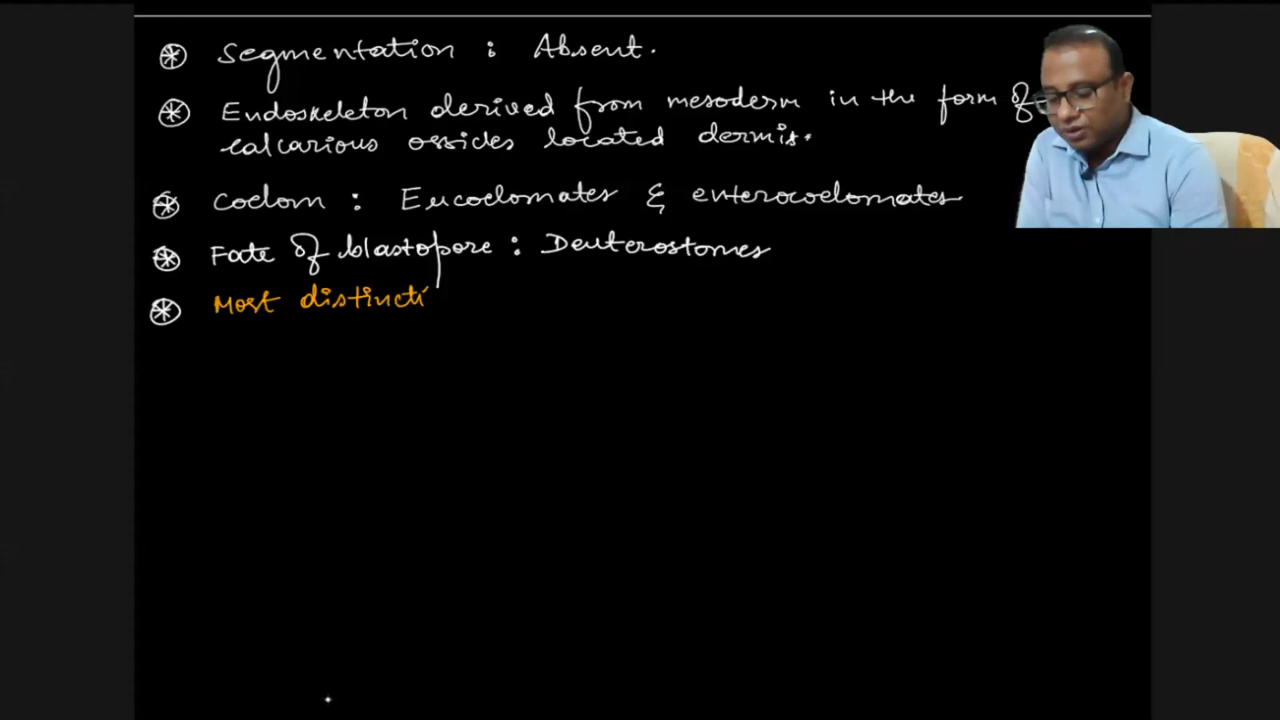 Segmentation : Absent.
Endoskeleton derived from mesoderm in the form of
calcarious ossicles located dermis.
Coelom : Eucoelomates & enterocoelomates
Fate of blastopore : Deuterostomes
Most distincti